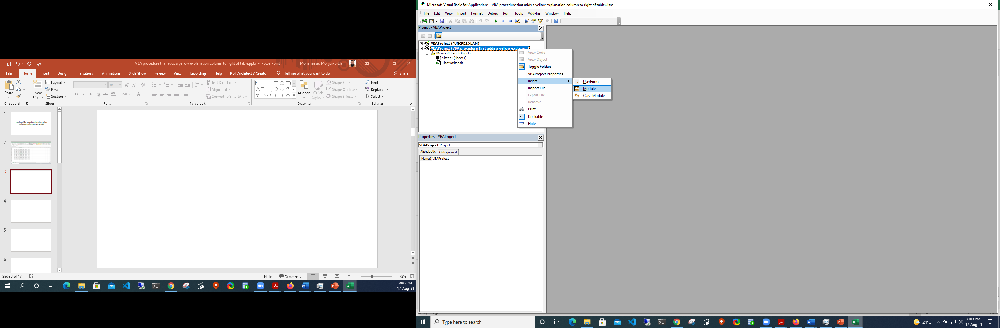 VBA procedure that adds a yellow explanation column to right of table.pptx - PowerPoint
Mohammad Monjur-E-Elahi
File Home Insert Design Transitions Animations Slide Show Review View Recording Help PDF Architect 7 Creator Tell me what you want to do Share
Paste
Clipboard
New
Slide
Layout
Reset
Section
Slides
36
B I U S abc AV Aa A
Font
Text Direction
Align Text
Convert to SmartArt
Paragraph
Arrange
Quick
Styles
Shape Fill
Shape Outline
Shape Effects
Drawing
Find
Replace
Select
Editing
1
Creating a VBA procedure that adds a yellow
explanation column to right of table
2
3
4
5
6
Slide 3 of 17
Notes Comments 72%
8:03 PM
17-Aug-21
Microsoft Visual Basic for Applications - VBA procedure that adds a yellow explanation column to right of table.xlsm
File Edit View Insert Format Debug Run Tools Add-Ins Window Help
Project - VBAProject
VBAProject (FUNCRES.XLAM)
VBAProject (VBA procedure that adds a yellow explana...)
Microsoft Excel Objects
Sheet1 (Sheet1)
ThisWorkbook
View Code
View Object
Toggle Folders
VBAProject Properties...
Insert
Import File...
Export File...
Remove
Print...
Dockable
Hide
UserForm
Module
Class Module
Properties - VBAProject
VBAProject Project
Alphabetic Categorized
(Name) VBAProject
Type here to search
24°C
8:03 PM
17-Aug-21